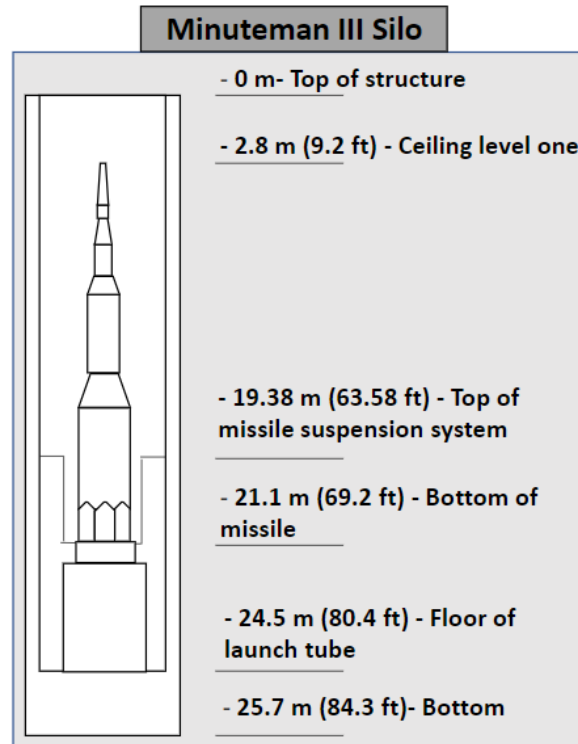 Minuteman III Silo
- 0 m- Top of structure
- 2.8 m (9.2 ft) - Ceiling level one
- 19.38 m (63.58 ft) - Top of
missile suspension system
- 21.1 m (69.2 ft) - Bottom of
missile
- 24.5 m (80.4 ft) - Floor of
launch tube
- 25.7 m (84.3 ft)- Bottom